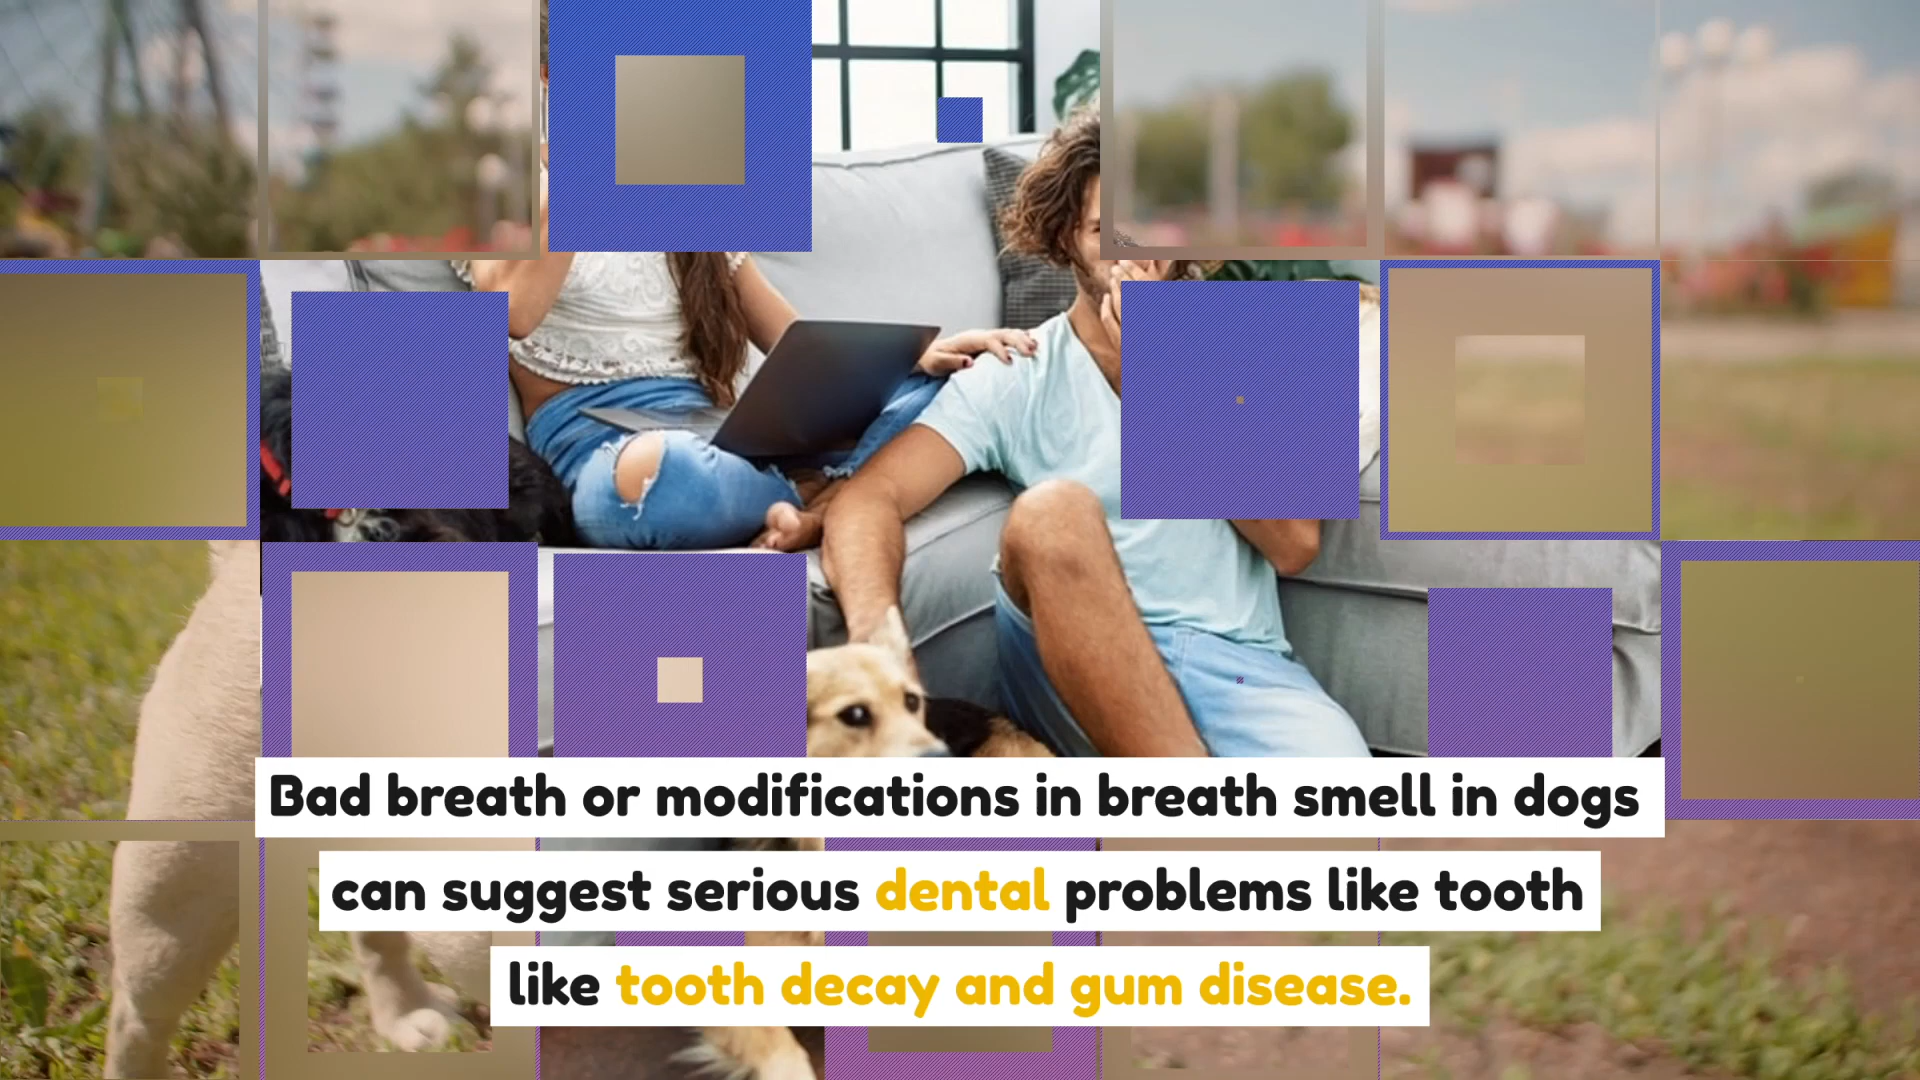 Bad breath or modifications in breath smell in dogs
can suggest serious dental problems like tooth
like tooth decay and gum disease.